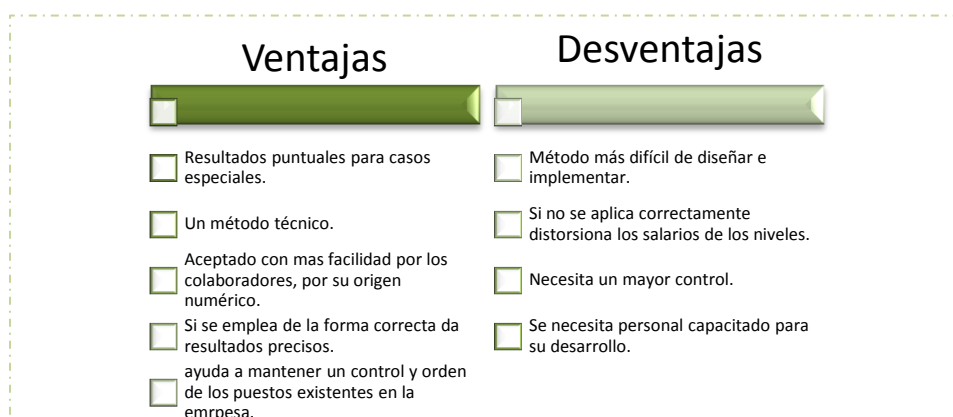 Ventajas
Resultados puntuales para casos
especiales.
Un método técnico.
Aceptado con mas facilidad por los
colaboradores, por su origen
numérico.
Si se emplea de la forma correcta da
resultados precisos.
ayuda a mantener un control y orden
de los puestos existentes en la
emrpesa.
Desventajas
Método más difícil de diseñar e
implementar.
Si no se aplica correctamente
distorsiona los salarios de los niveles.
Necesita un mayor control.
Se necesita personal capacitado para
su desarrollo.